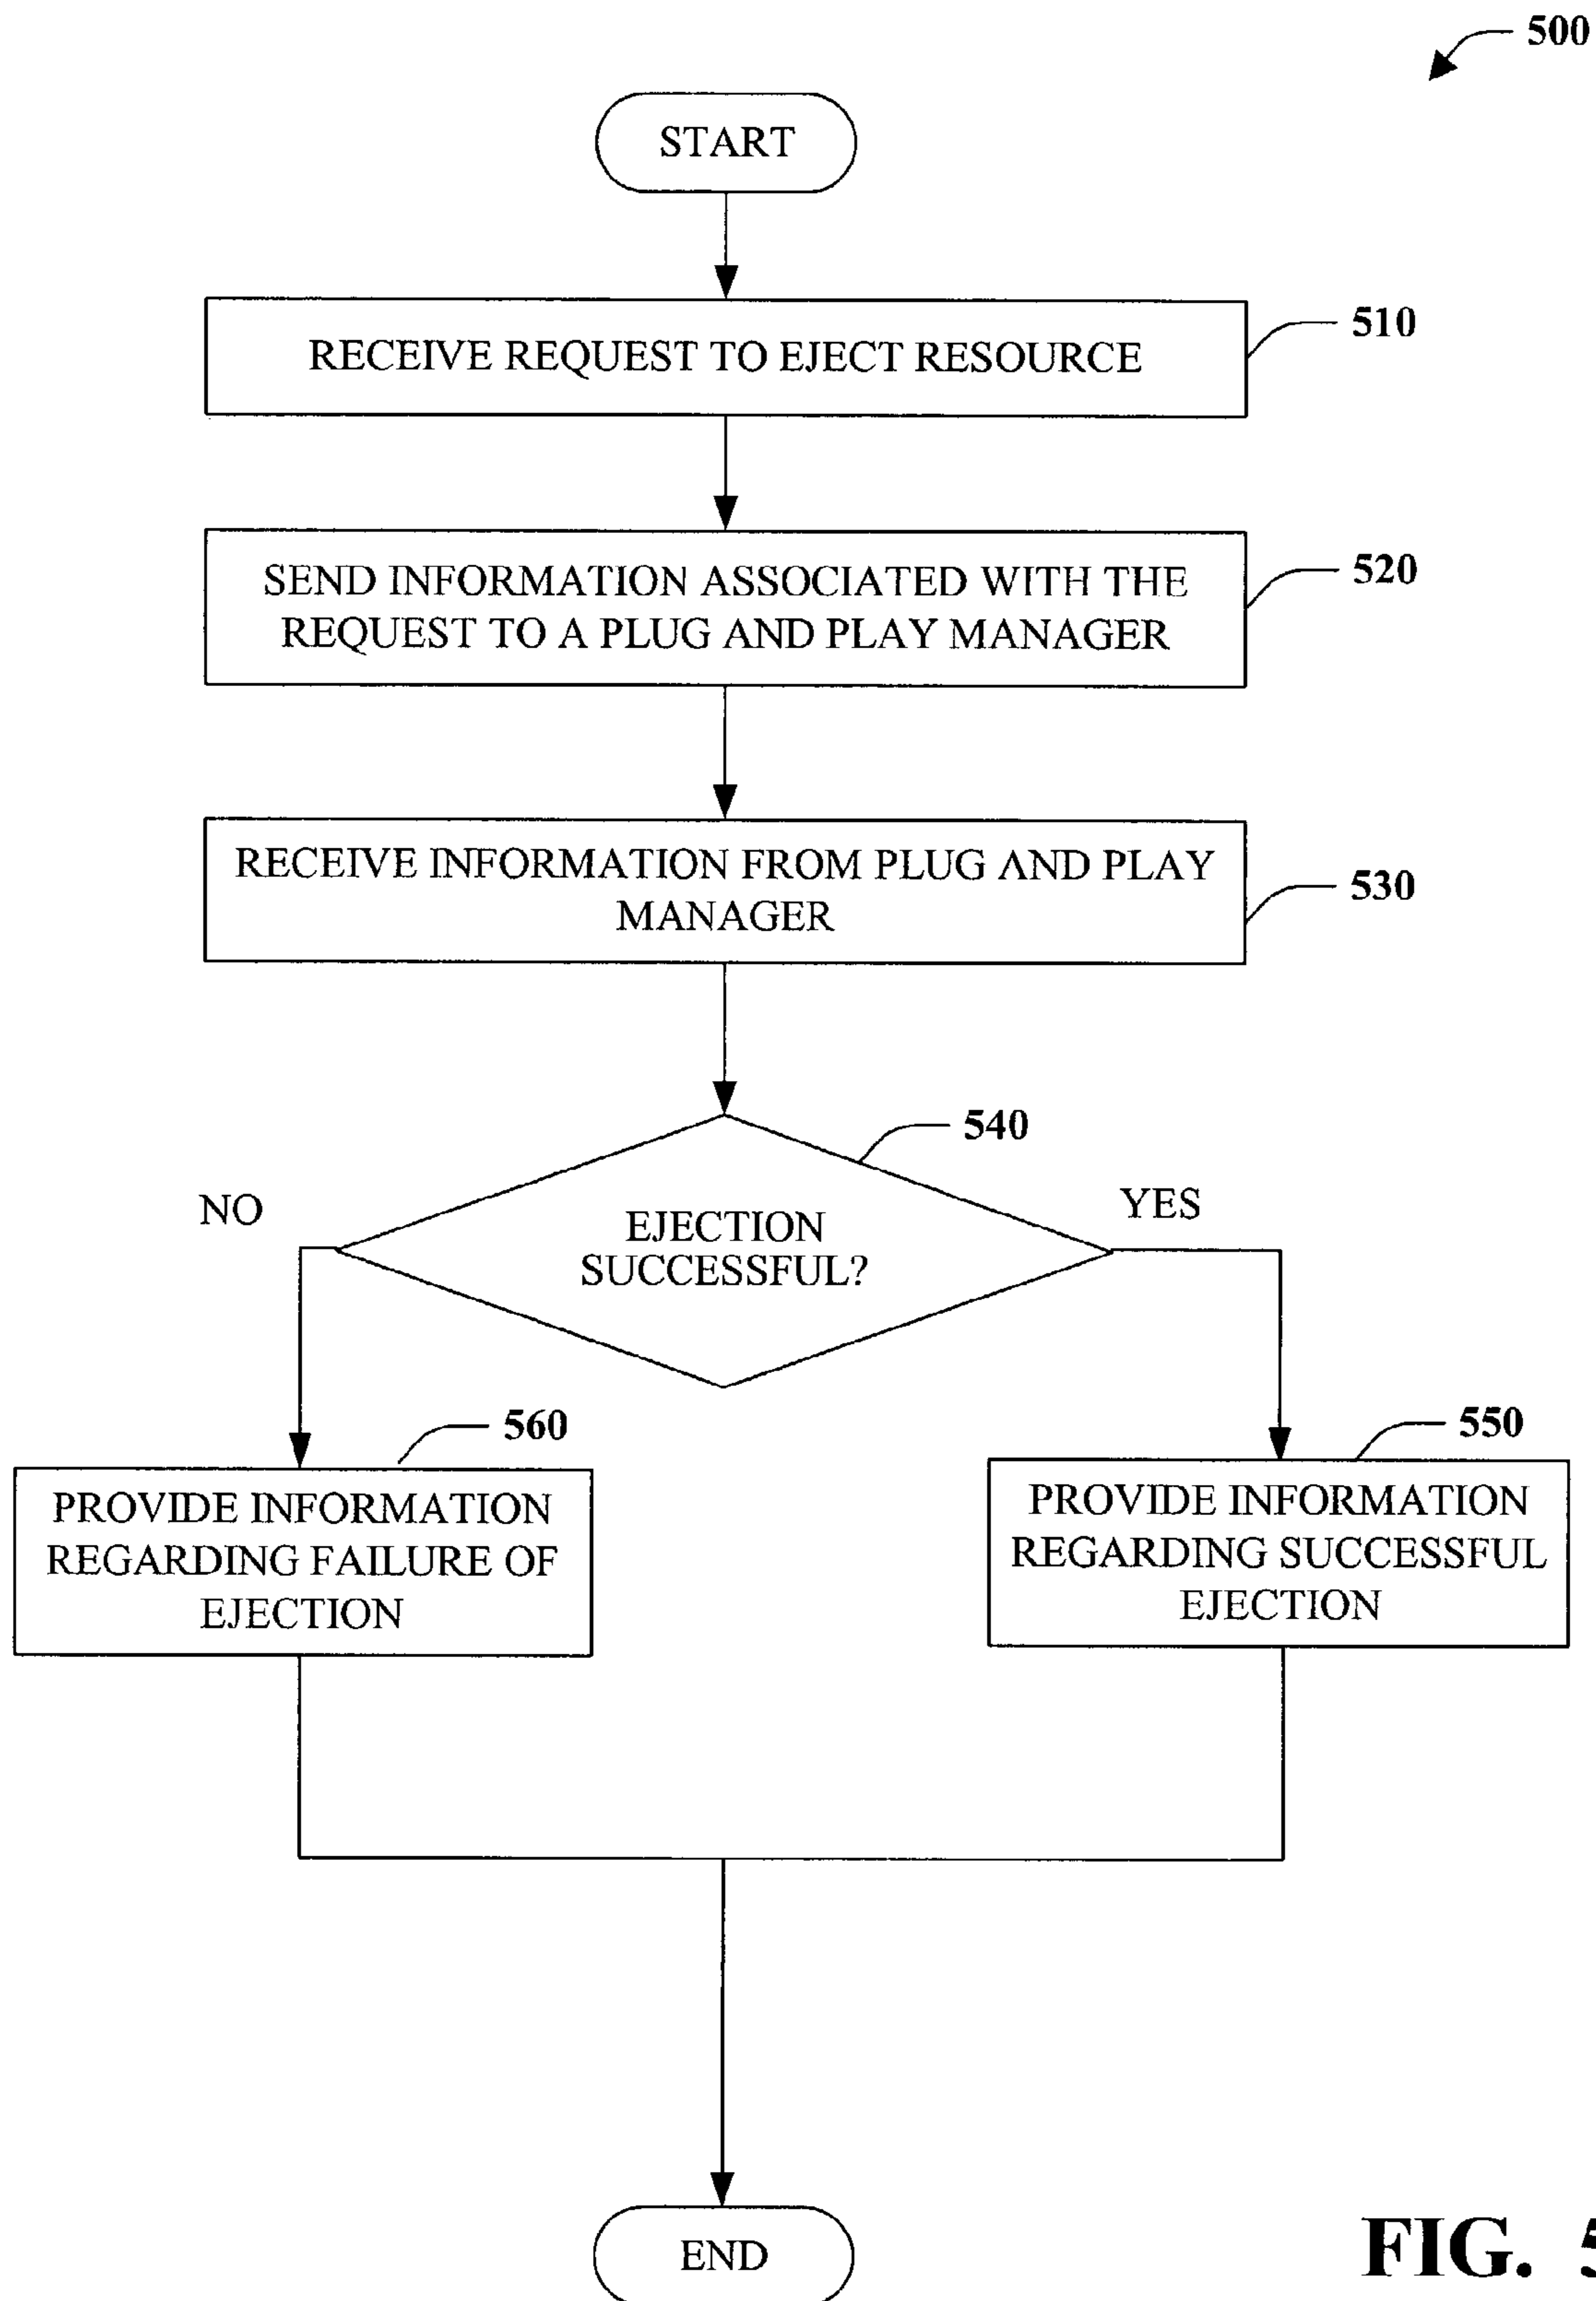 500
START
RECEIVE REQUEST TO EJECT RESOURCE
510
SEND INFORMATION ASSOCIATED WITH THE
REQUEST TO A PLUG AND PLAY MANAGER
520
RECEIVE INFORMATION FROM PLUG AND PLAY
MANAGER
530
540
NO
YES
EJECTION
SUCCESSFUL?
560
550
PROVIDE INFORMATION
REGARDING FAILURE OF
EJECTION
PROVIDE INFORMATION
REGARDING SUCCESSFUL
EJECTION
END
FIG. 5